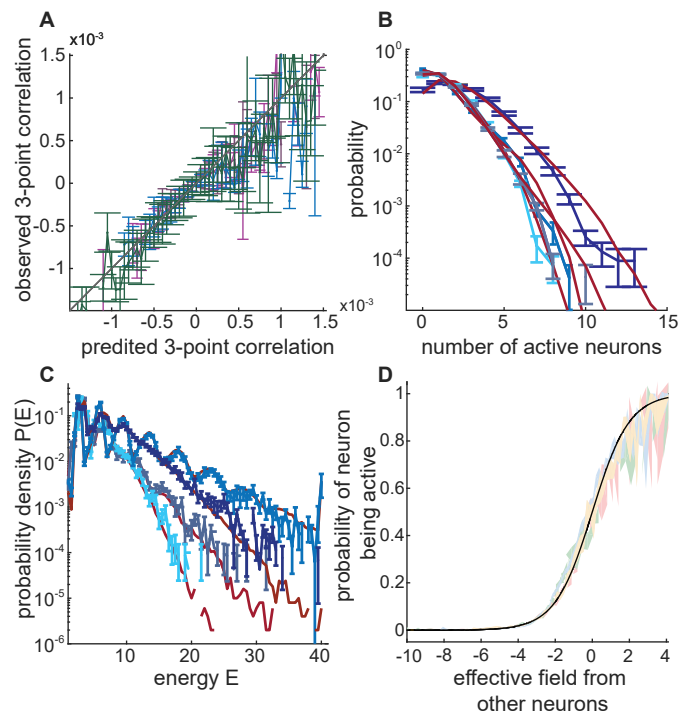 A
x10⁻³
1.5
1
0.5
0
-0.5
-1
observed 3-point correlation
-1 -0.5 0 0.5 1 1.5
x10⁻³
predited 3-point correlation
B
10⁰
10⁻¹
10⁻²
10⁻³
10⁻⁴
probability
0 5 10 15
number of active neurons
C
10⁻¹
10⁻²
10⁻³
10⁻⁴
10⁻⁵
10⁻⁶
probability density P(E)
10 20 30 40
energy E
D
1
0.8
0.6
0.4
0.2
0
probability of neuron
being active
-10 -8 -6 -4 -2 0 2 4
effective field from
other neurons